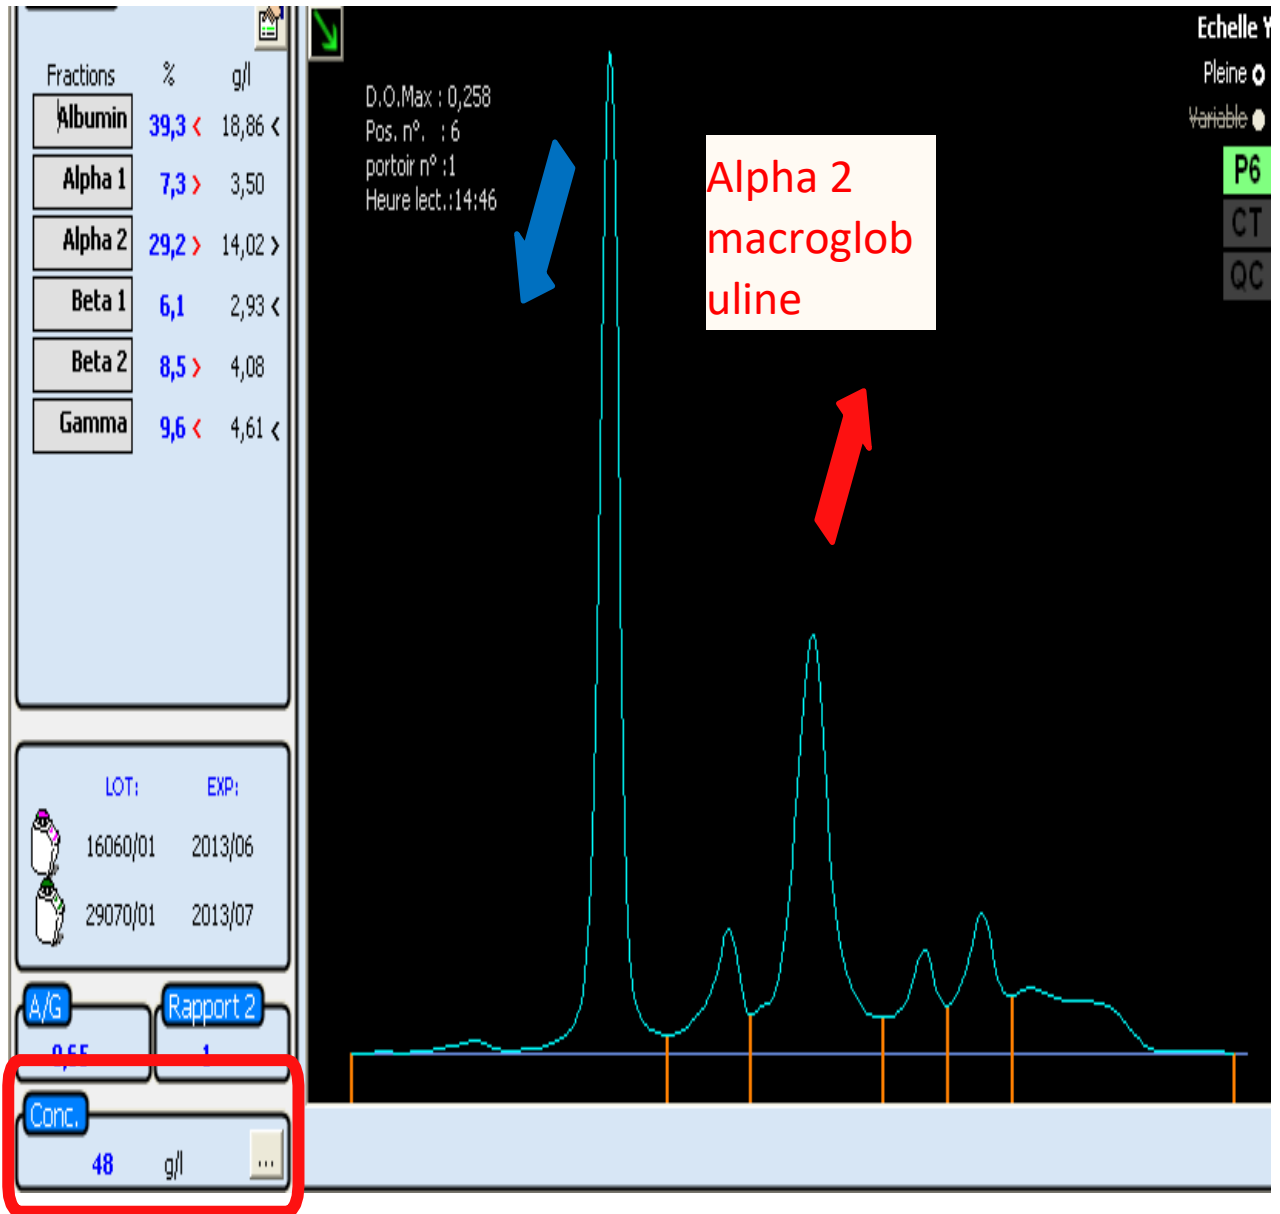 Fractions % g/l
Albumin 39,3 < 18,86 <
Alpha 1 7,3 > 3,50
Alpha 2 29,2 > 14,02 >
Beta 1 6,1 2,93 <
Beta 2 8,5 > 4,08
Gamma 9,6 < 4,61 <
LOT: EXP:
16060/01 2013/06
29070/01 2013/07
A/G Rapport 2
1
Conc.
48 g/l ...
D.O.Max : 0,258
Pos. n°. : 6
portoir n° :1
Heure lect.:14:46
Alpha 2
macroglob
uline
Echelle Y
Pleine
Variable
P6
CT
QC